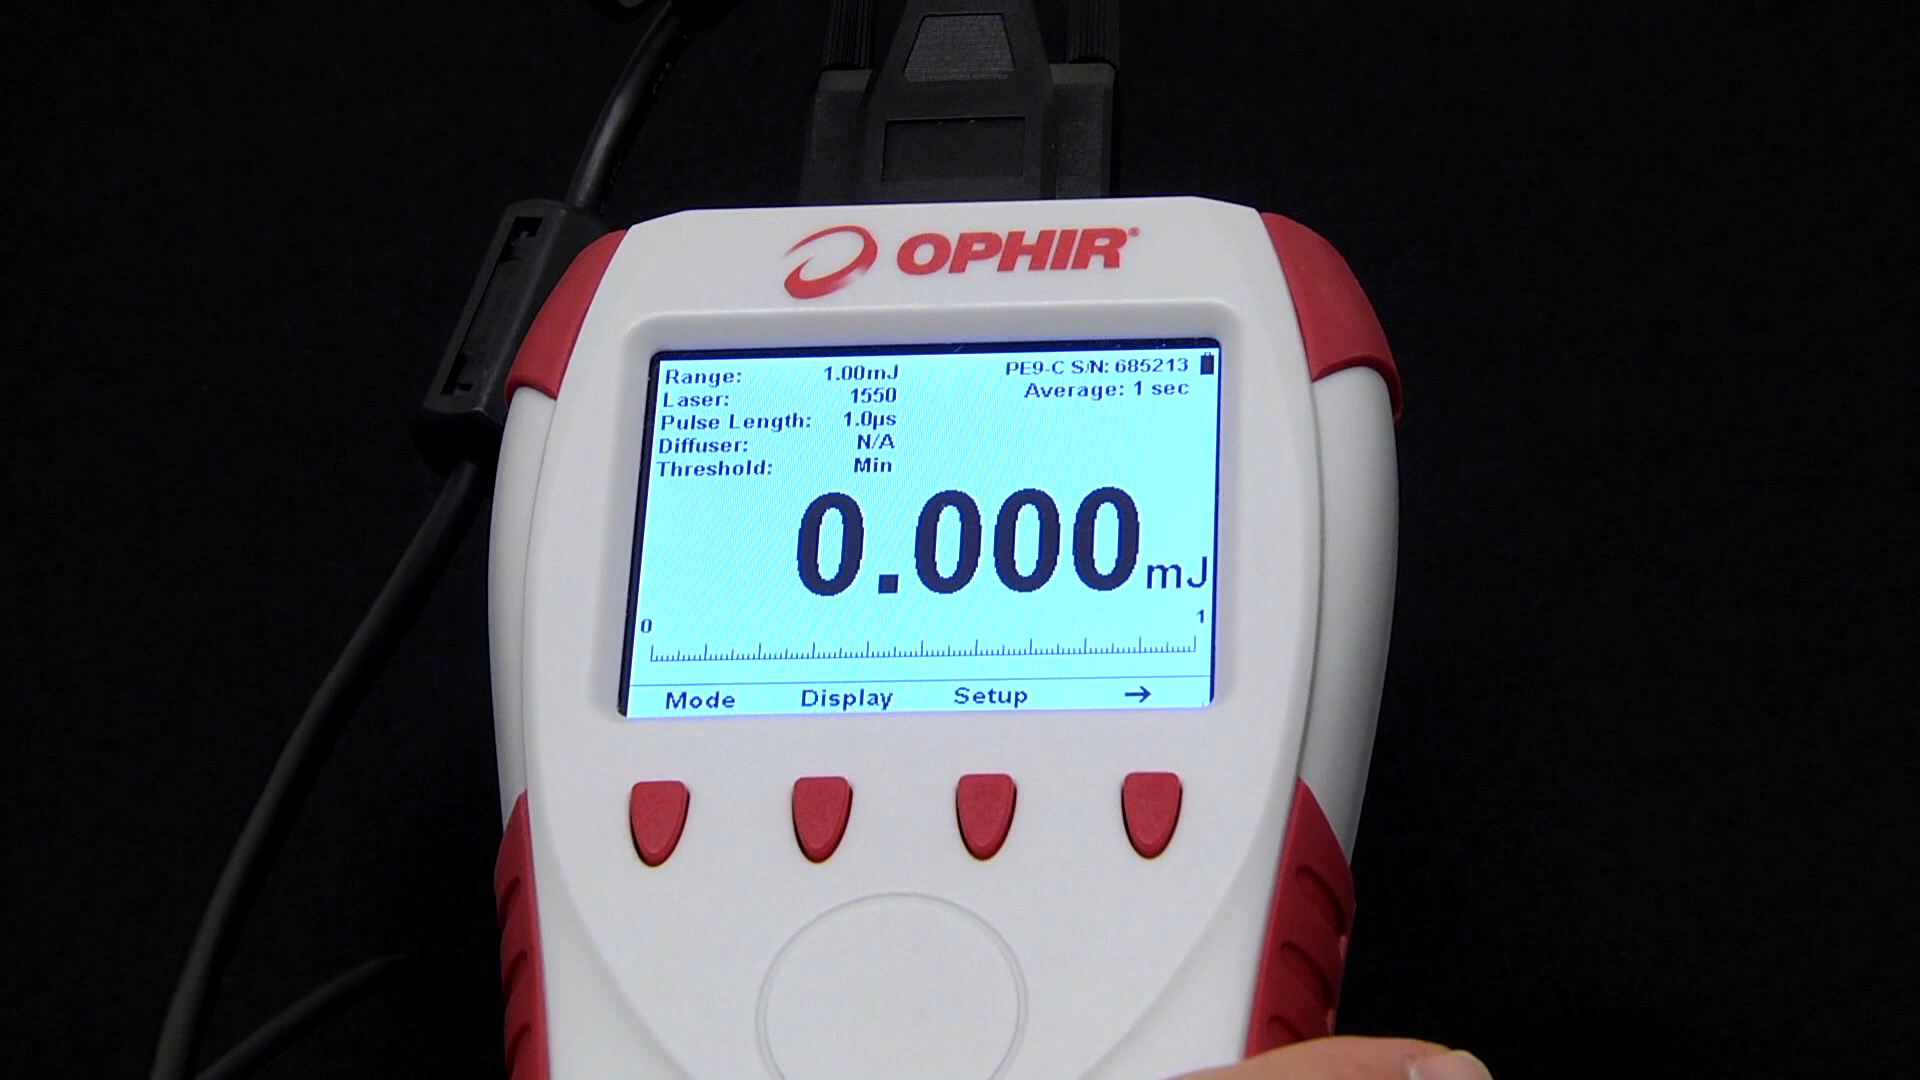 OPHIR®
Range: 1.00mJ
Laser: 1550
Pulse Length: 1.0µs
Diffuser: N/A
Threshold: Min
PE9-C S/N: 685213
Average: 1 sec
0.000 mJ
0 1
Mode Display Setup →